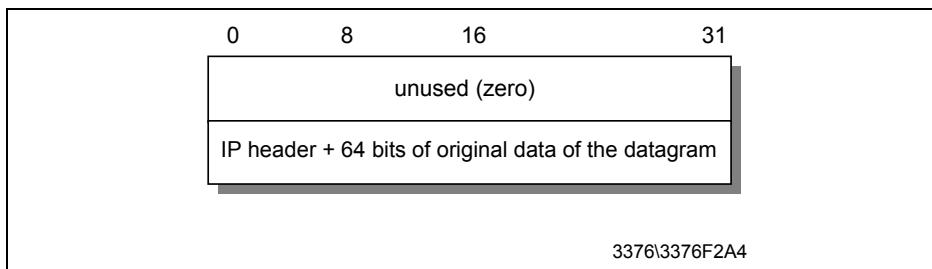 0 8 16 31
unused (zero)
IP header + 64 bits of original data of the datagram
3376\3376F2A4